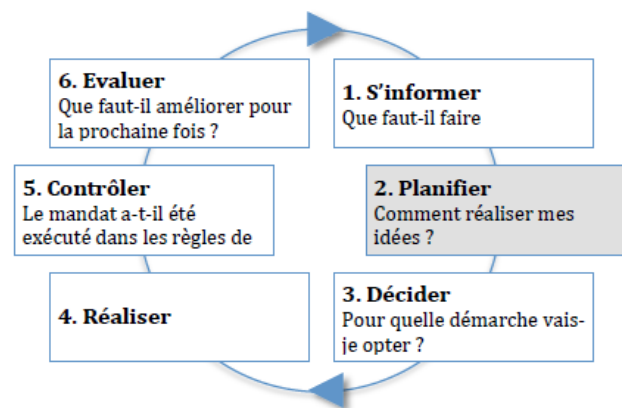 1. S'informer
Que faut-il faire
2. Planifier
Comment réaliser mes
idées ?
3. Décider
Pour quelle démarche vais-
je opter ?
4. Réaliser
5. Contrôler
Le mandat a-t-il été
exécuté dans les règles de
6. Evaluer
Que faut-il améliorer pour
la prochaine fois ?